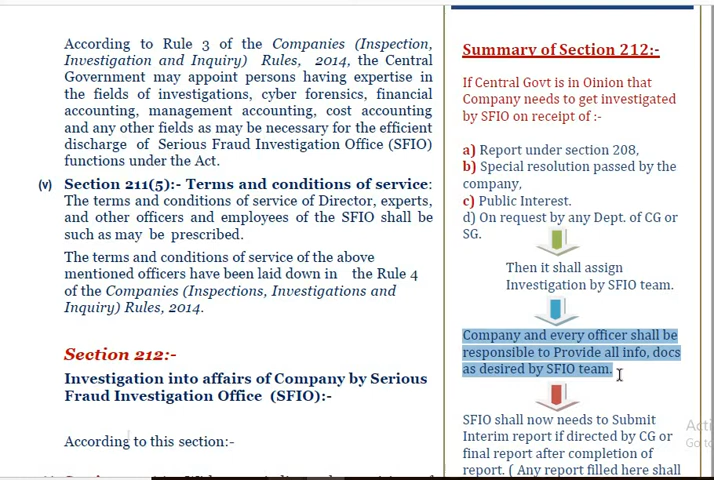 According to Rule 3 of the Companies (Inspection,
Investigation and Inquiry) Rules, 2014, the Central
Government may appoint persons having expertise in
the fields of investigations, cyber forensics, financial
accounting, management accounting, cost accounting
and any other fields as may be necessary for the efficient
discharge of Serious Fraud Investigation Office (SFIO)
functions under the Act.
(v) Section 211(5):- Terms and conditions of service:
The terms and conditions of service of Director, experts,
and other officers and employees of the SFIO shall be
such as may be prescribed.
The terms and conditions of service of the above
mentioned officers have been laid down in the Rule 4
of the Companies (Inspections, Investigations and
Inquiry) Rules, 2014.
Section 212:-
Investigation into affairs of Company by Serious
Fraud Investigation Office (SFIO):-
According to this section:-
Summary of Section 212:-
If Central Govt is in Oinion that
Company needs to get investigated
by SFIO on receipt of :-
a) Report under section 208,
b) Special resolution passed by the
company,
c) Public Interest.
d) On request by any Dept. of CG or
SG.
Then it shall assign
Investigation by SFIO team.
Company and every officer shall be
responsible to Provide all info, docs
as desired by SFIO team.
SFIO shall now needs to Submit
Interim report if directed by CG or
final report after completion of
report. ( Any report filled here shall
Acti
Go to